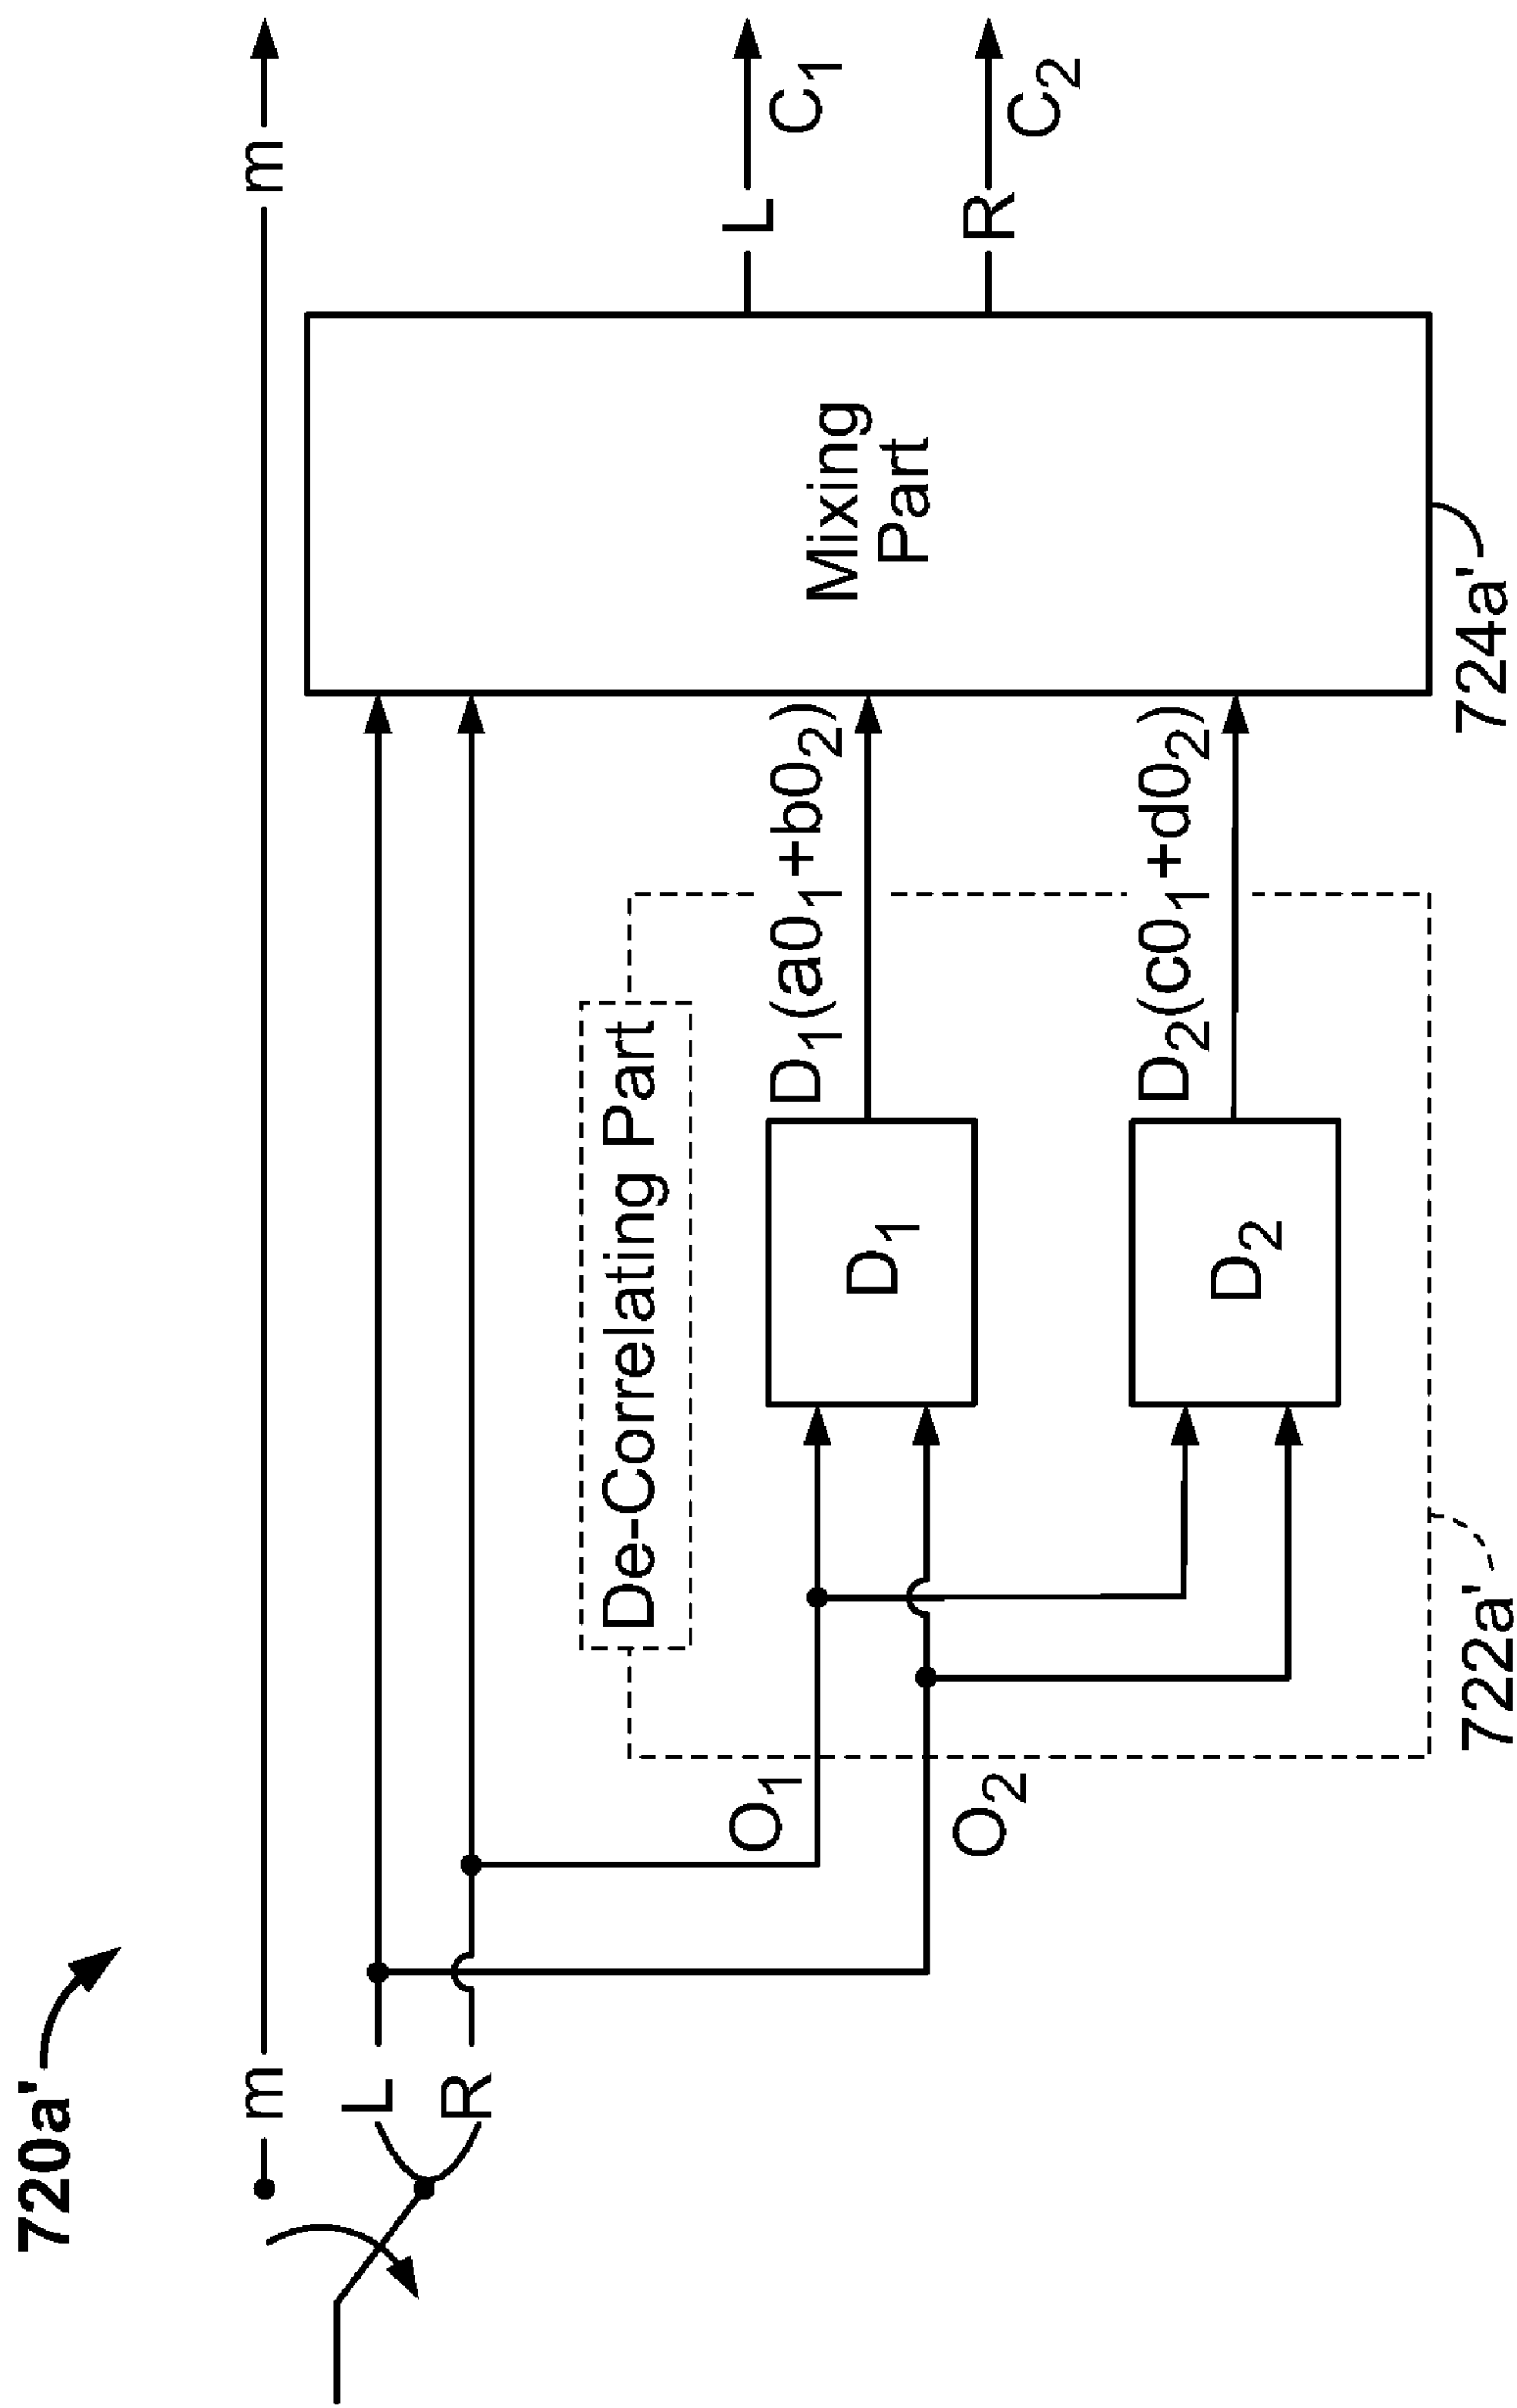 720a'
m
m
L
R
De-Correlating Part
O₁
O₂
D₁
D₂
D₁(a0₁+b0₂)
D₂(c0₁+d0₂)
722a'
Mixing
Part
724a'
L
C₁
R
C₂